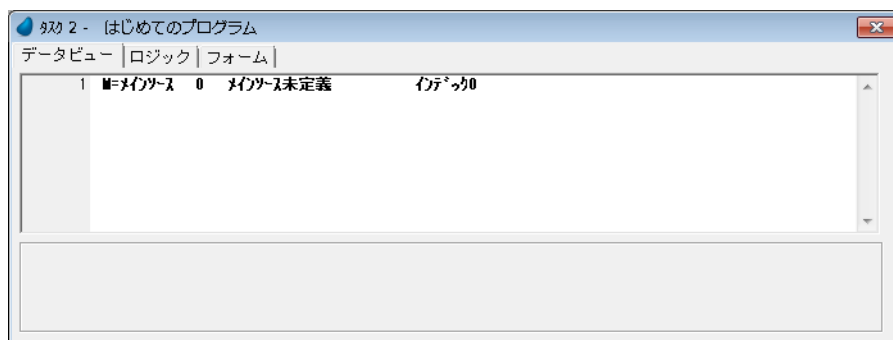 ﾀｽｸ 2 - はじめてのプログラム
データビュー ロジック フォーム
1 M=ﾒｲﾝｿｰｽ 0 ﾒｲﾝｿｰｽ未定義 ｲﾝﾃﾞｯｸ0